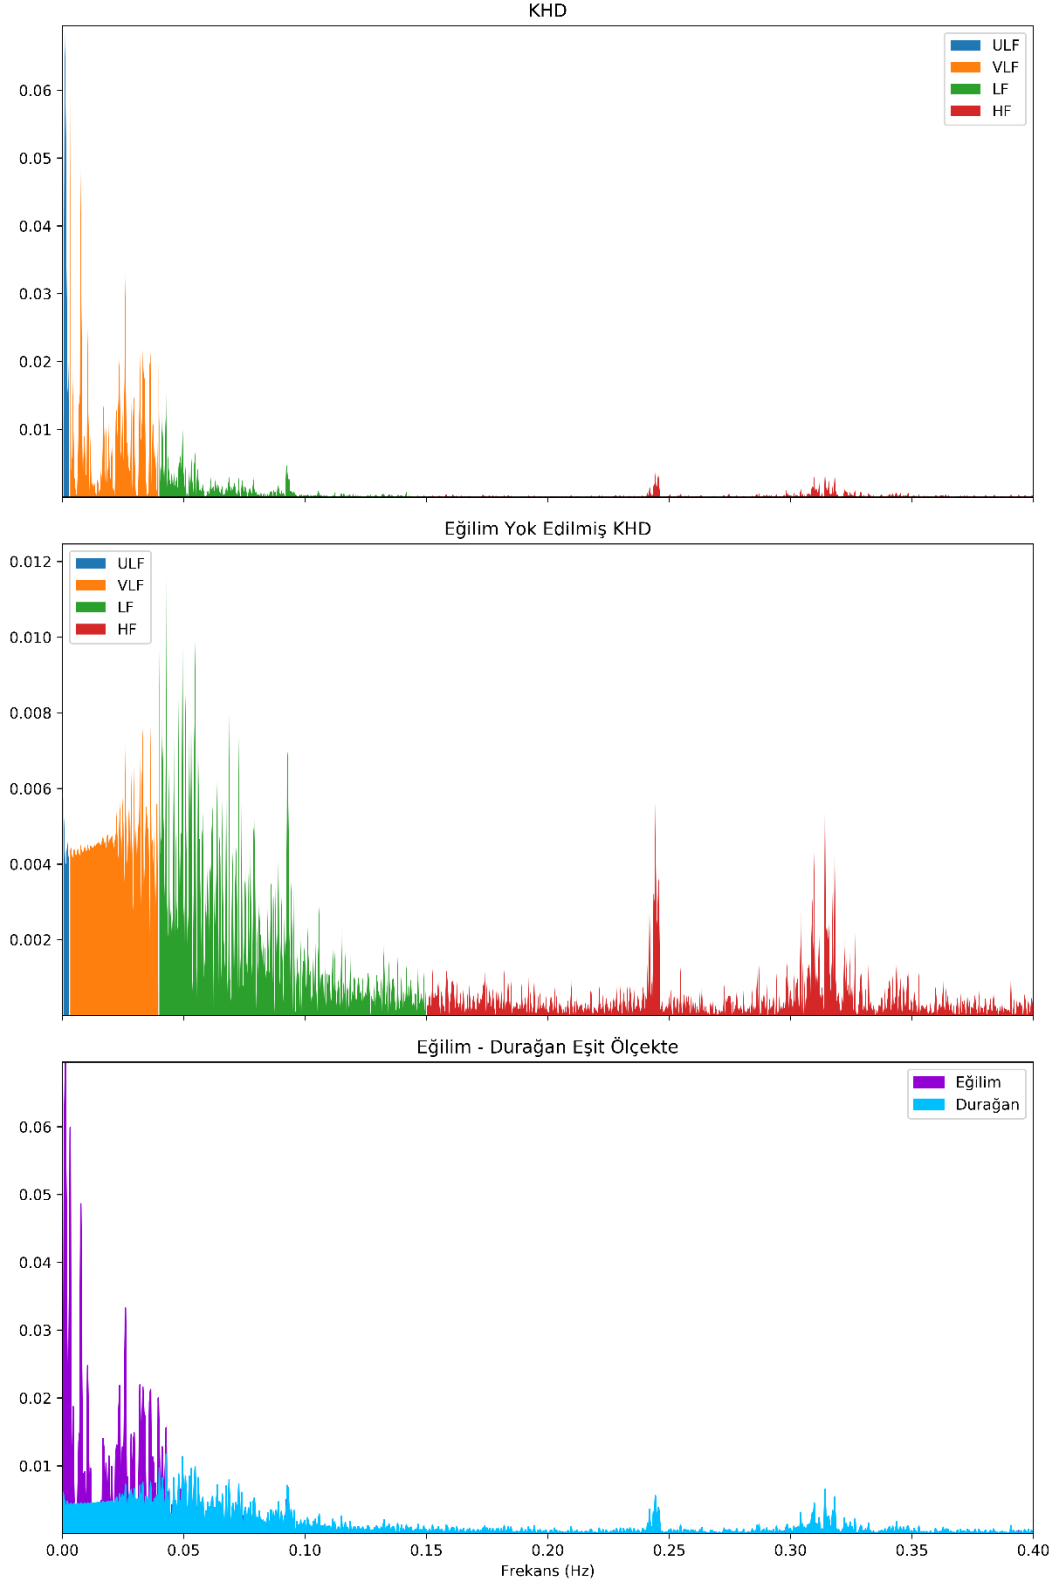 KHD
ULF
VLF
LF
HF
0.06
0.05
0.04
0.03
0.02
0.01
Eğilim Yok Edilmiş KHD
ULF
VLF
LF
HF
0.012
0.010
0.008
0.006
0.004
0.002
Eğilim - Durağan Eşit Ölçekte
Eğilim
Durağan
0.06
0.05
0.04
0.03
0.02
0.01
0.00 0.05 0.10 0.15 0.20 0.25 0.30 0.35 0.40
Frekans (Hz)